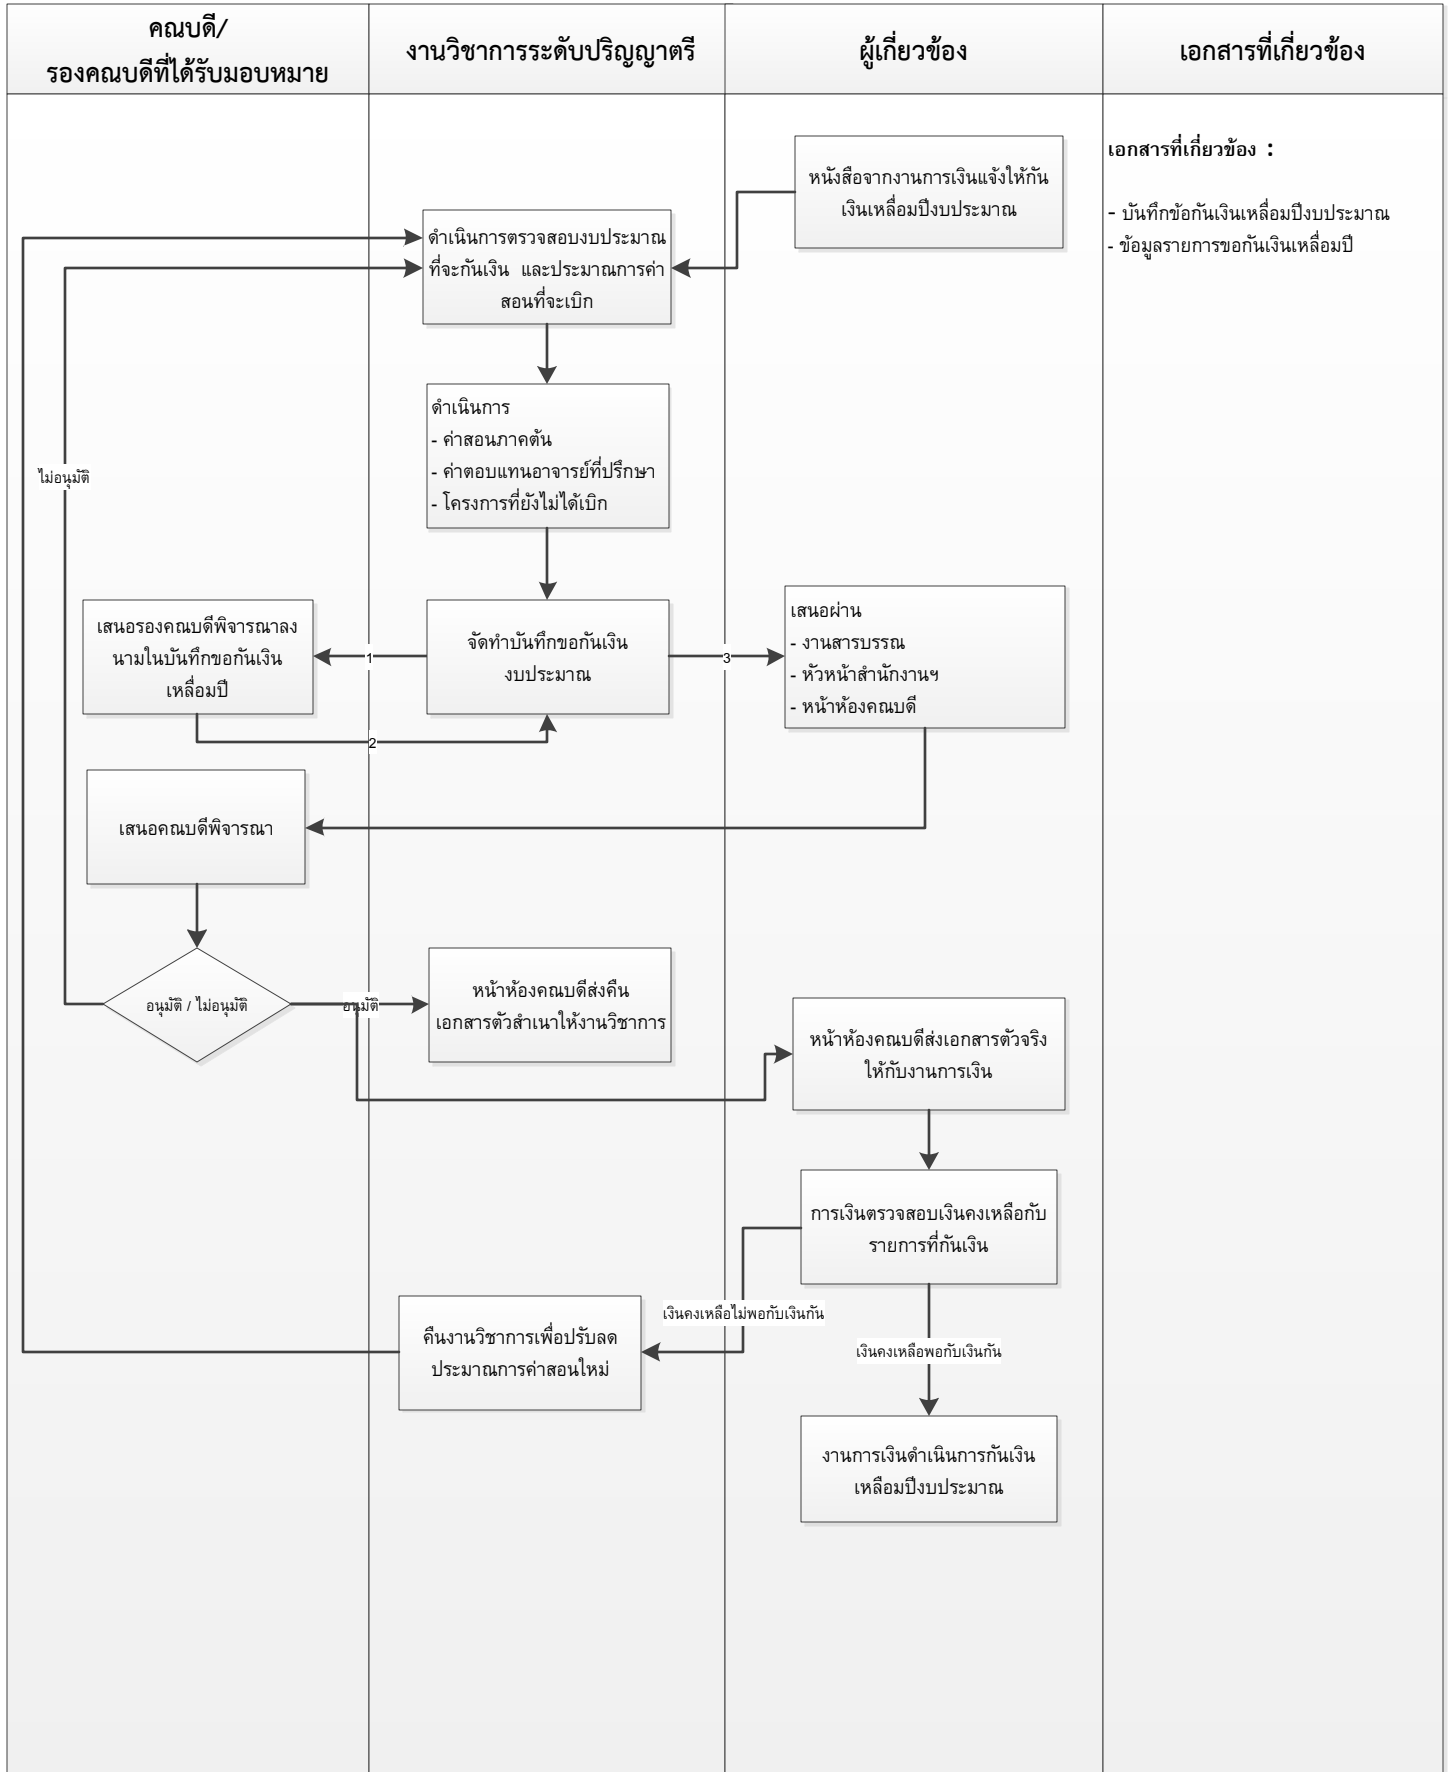 คณบดี/
รองคณบดีที่ได้รับมอบหมาย
งานวิชาการระดับปริญญาตรี
ผู้เกี่ยวข้อง
เอกสารที่เกี่ยวข้อง
หนังสือจากงานการเงินแจ้งให้กัน
เงินเหลื่อมปีงบประมาณ
เอกสารที่เกี่ยวข้อง :
- บันทึกข้อกันเงินเหลื่อมปีงบประมาณ
- ข้อมูลรายการขอกันเงินเหลื่อมปี
ดำเนินการตรวจสอบงบประมาณ
ที่จะกันเงิน และประมาณการค่า
สอนที่จะเบิก
ดำเนินการ
- ค่าสอนภาคต้น
- ค่าตอบแทนอาจารย์ที่ปรึกษา
- โครงการที่ยังไม่ได้เบิก
ไม่อนุมัติ
เสนอรองคณบดีพิจารณาลง
นามในบันทึกขอกันเงิน
เหลื่อมปี
1
จัดทำบันทึกขอกันเงิน
งบประมาณ
3
เสนอผ่าน
- งานสารบรรณ
- หัวหน้าสำนักงานฯ
- หน้าห้องคณบดี
2
เสนอคณบดีพิจารณา
อนุมัติ / ไม่อนุมัติ
อนุมัติ
หน้าห้องคณบดีส่งคืน
เอกสารตัวสำเนาให้งานวิชาการ
หน้าห้องคณบดีส่งเอกสารตัวจริง
ให้กับงานการเงิน
การเงินตรวจสอบเงินคงเหลือกับ
รายการที่กันเงิน
เงินคงเหลือไม่พอกับเงินกัน
คืนงานวิชาการเพื่อปรับลด
ประมาณการค่าสอนใหม่
เงินคงเหลือพอกับเงินกัน
งานการเงินดำเนินการกันเงิน
เหลือมปีงบประมาณ